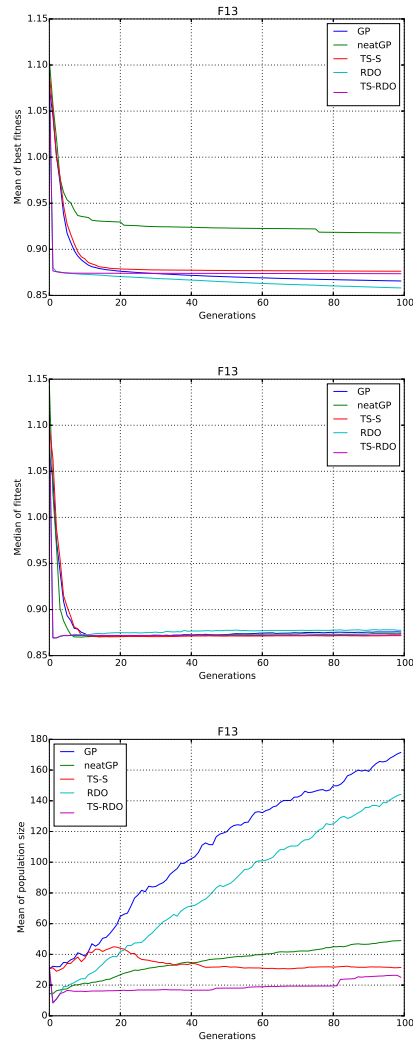 F13
1.15
1.10
1.05
1.00
0.95
0.90
0.85
0
20
40
60
80
100
Mean of best fitness
Generations
GP
neatGP
TS-S
RDO
TS-RDO
F13
1.15
1.10
1.05
1.00
0.95
0.90
0.85
0
20
40
60
80
100
Median of fittest
Generations
GP
neatGP
TS-S
RDO
TS-RDO
F13
180
160
140
120
100
80
60
40
20
0
0
20
40
60
80
100
Mean of population size
Generations
GP
neatGP
TS-S
RDO
TS-RDO